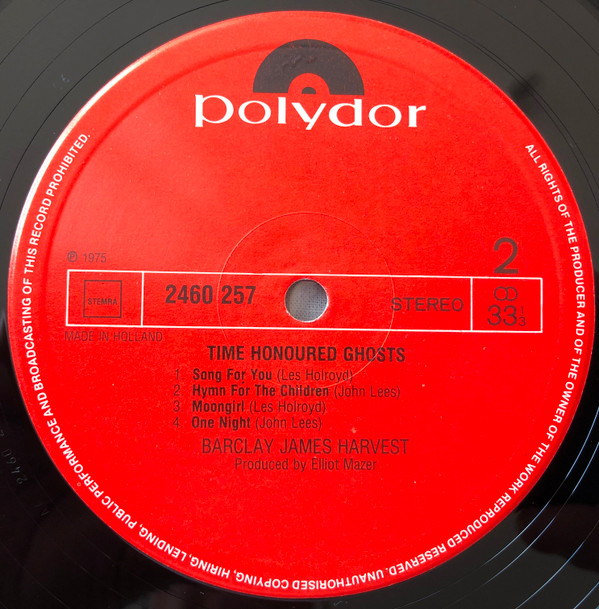 polydor
ALL RIGHTS OF THE PRODUCER AND OF THE OWNER OF THE WORK REPRODUCED RESERVED. UNAUTHORISED COPYING, HIRING, LENDING, PUBLIC PERFORMANCE AND BROADCASTING OF THIS RECORD PROHIBITED.
℗ 1975
2
STEMRA
2460 257
STEREO
33 1/3
MADE IN HOLLAND
TIME HONOURED GHOSTS
1 Song For You (Les Holroyd)
2 Hymn For The Children (John Lees)
3 Moongirl (Les Holroyd)
4 One Night (John Lees)
BARCLAY JAMES HARVEST
Produced by Elliot Mazer